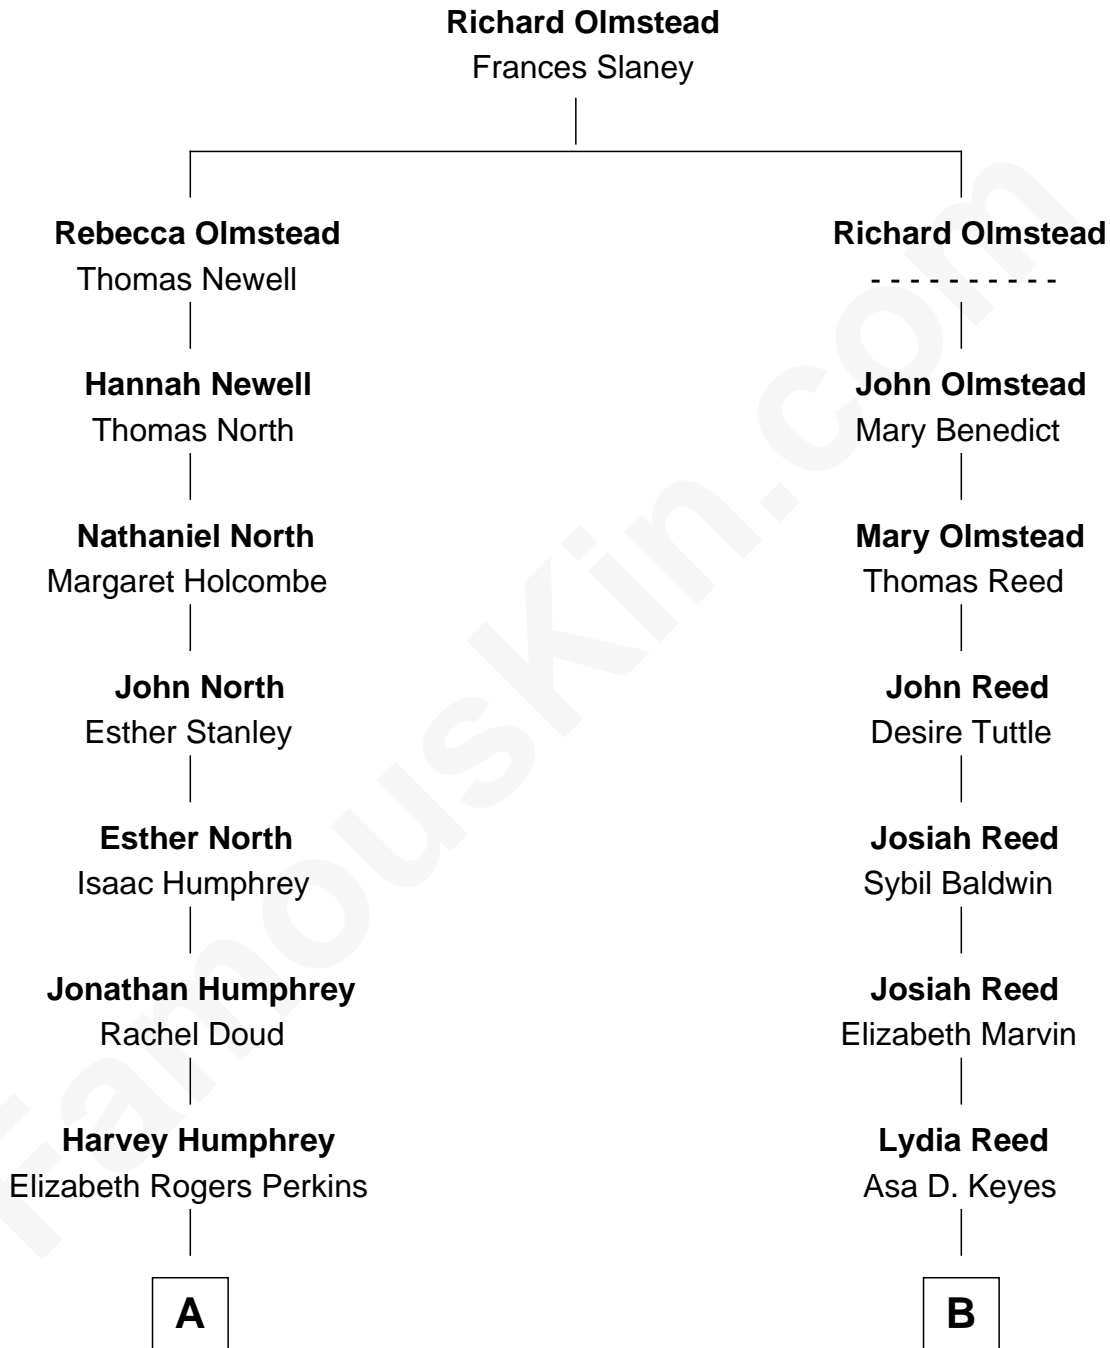 Richard Olmstead
Frances Slaney
Rebecca Olmstead
Thomas Newell
Richard Olmstead
- - - - - - - - - -
Hannah Newell
Thomas North
John Olmstead
Mary Benedict
Nathaniel North
Margaret Holcombe
Mary Olmstead
Thomas Reed
John North
Esther Stanley
John Reed
Desire Tuttle
Esther North
Isaac Humphrey
Josiah Reed
Sybil Baldwin
Jonathan Humphrey
Rachel Doud
Josiah Reed
Elizabeth Marvin
Harvey Humphrey
Elizabeth Rogers Perkins
Lydia Reed
Asa D. Keyes
A
B
FamousKin.com